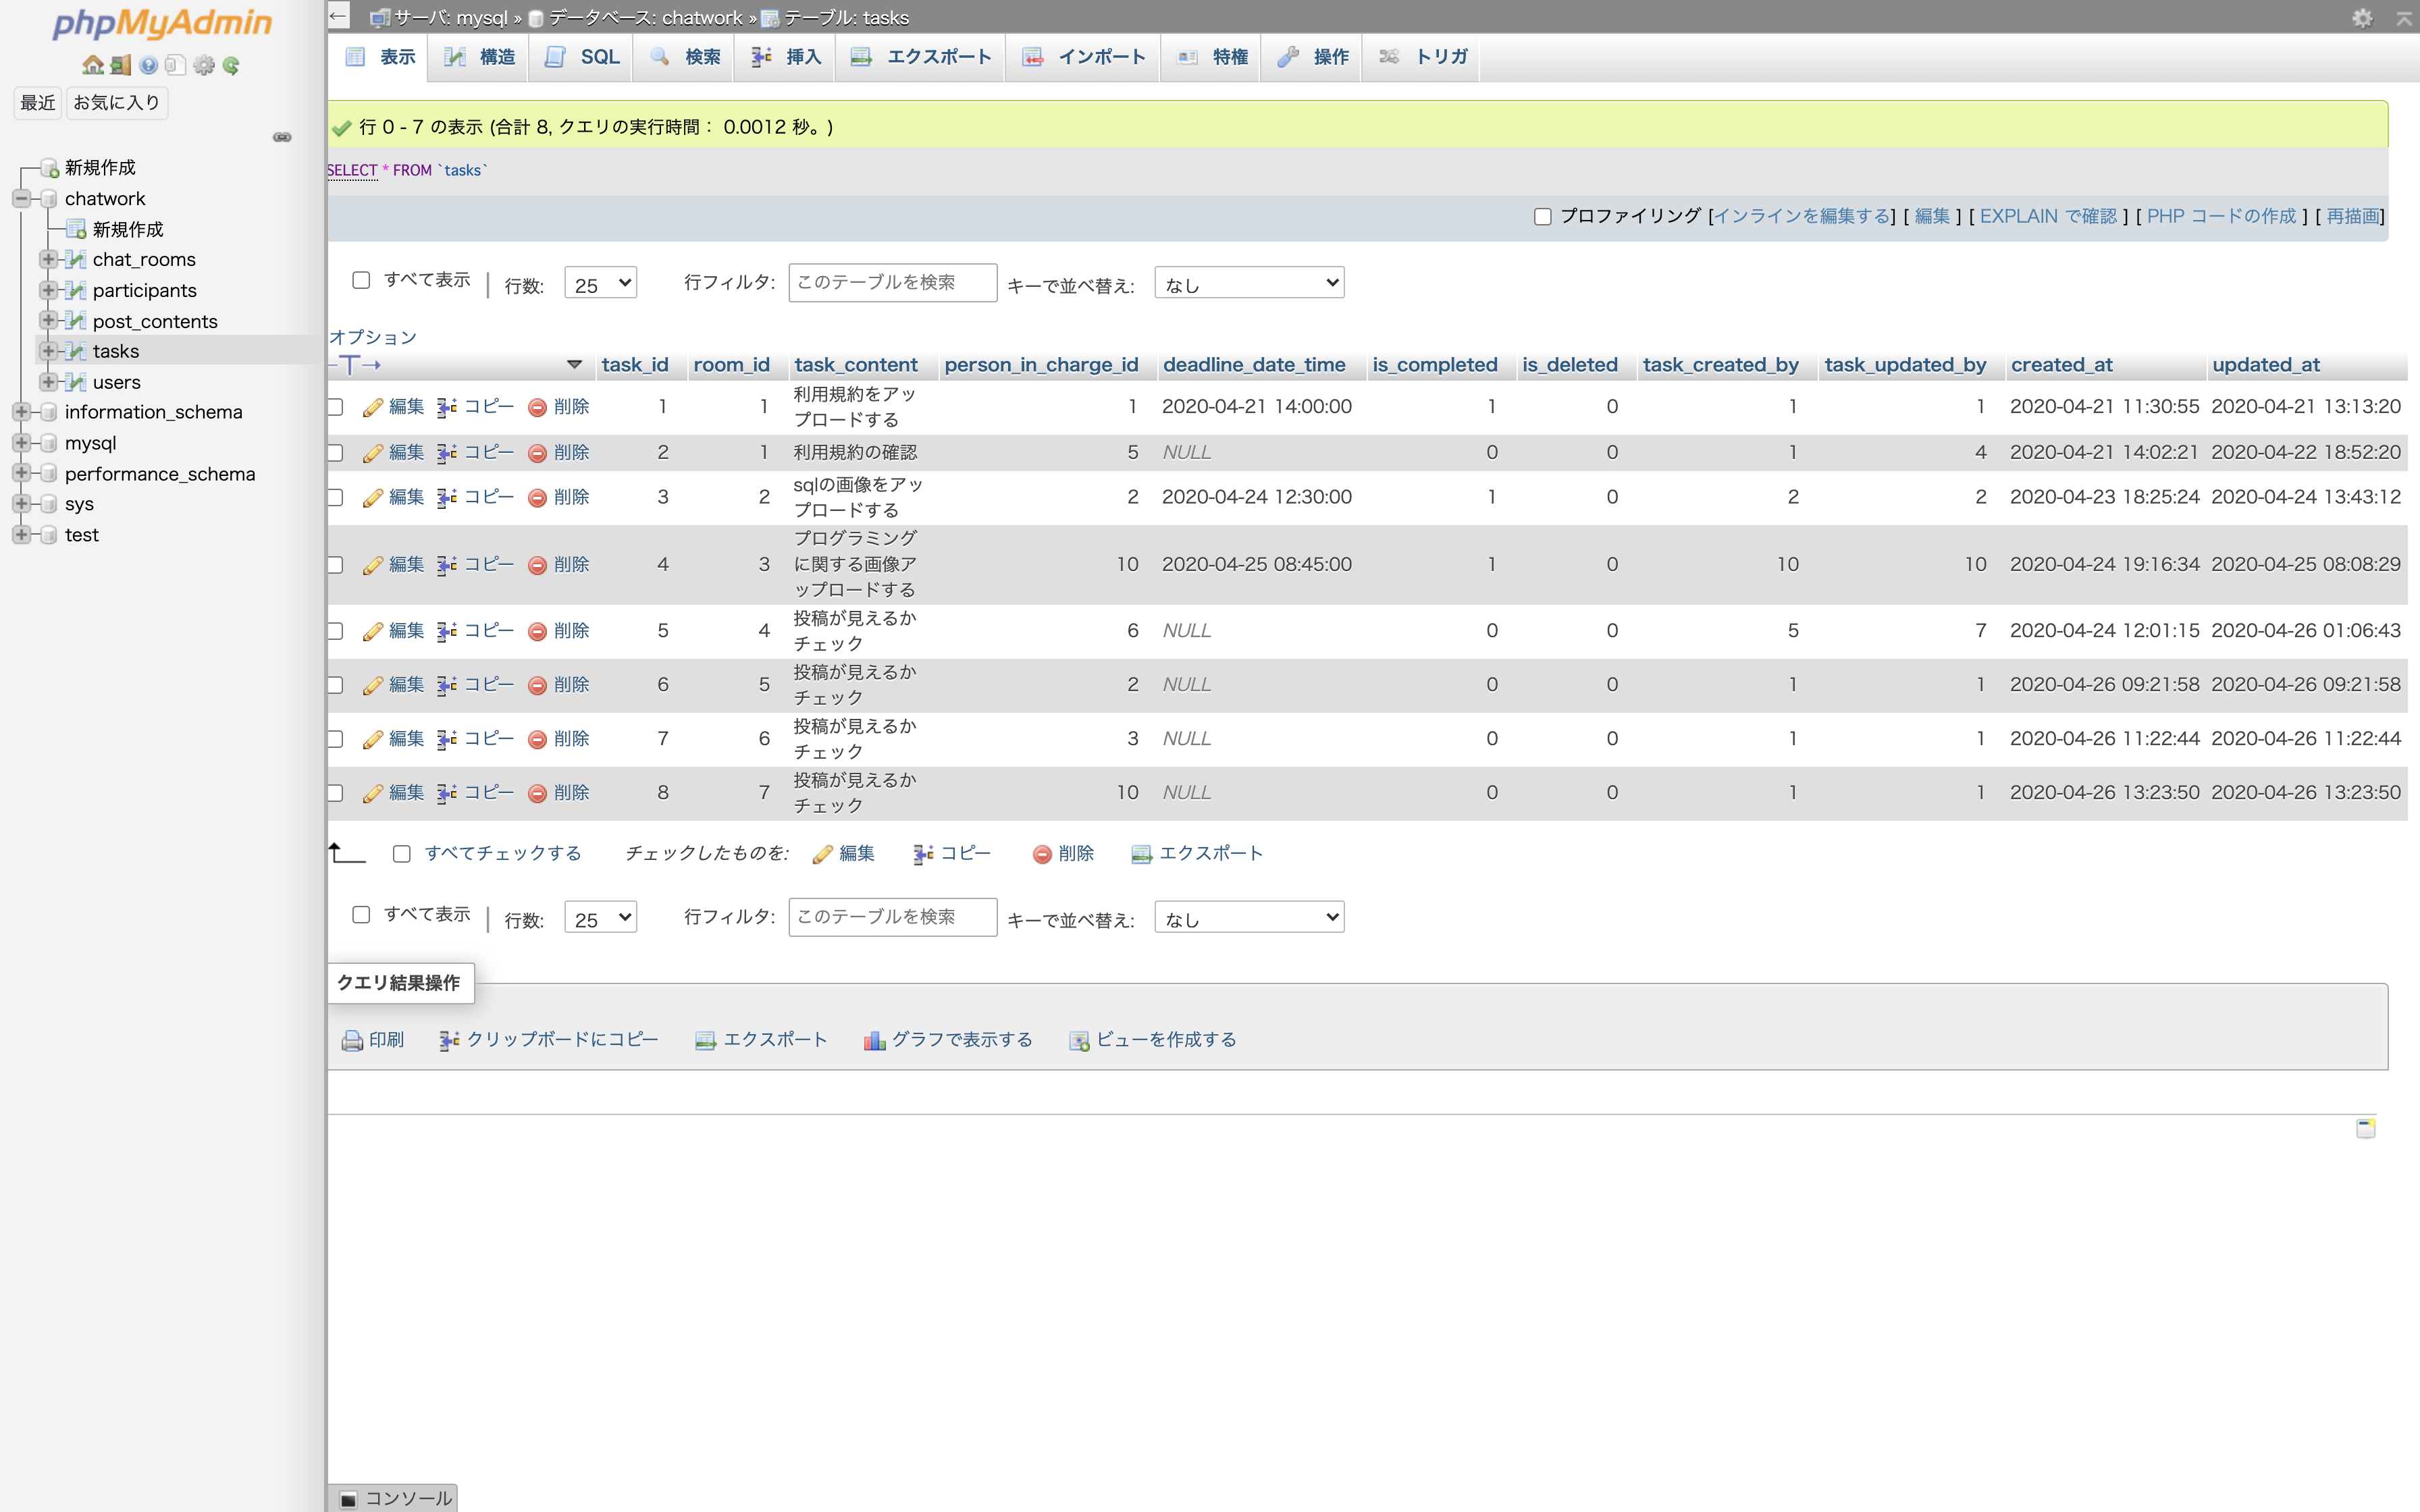 phpMyAdmin
最近 お気に入り
新規作成
chatwork
新規作成
chat_rooms
participants
post_contents
tasks
users
information_schema
mysql
performance_schema
sys
test
サーバ: mysql » データベース: chatwork » テーブル: tasks
表示 構造 SQL 検索 挿入 エクスポート インポート 特権 操作 トリガ
行 0 - 7 の表示 (合計 8, クエリの実行時間： 0.0012 秒。)
SELECT * FROM `tasks`
プロファイリング [インラインを編集する] [ 編集 ] [ EXPLAIN で確認 ] [ PHP コードの作成 ] [ 再描画]
すべて表示 | 行数: 25 行フィルタ: このテーブルを検索 キーで並べ替え: なし
オプション
←T→ task_id room_id task_content person_in_charge_id deadline_date_time is_completed is_deleted task_created_by task_updated_by created_at updated_at
編集 コピー 削除 1 1 利用規約をアッ
プロードする 1 2020-04-21 14:00:00 1 0 1 1 2020-04-21 11:30:55 2020-04-21 13:13:20
編集 コピー 削除 2 1 利用規約の確認 5 NULL 0 0 1 4 2020-04-21 14:02:21 2020-04-22 18:52:20
編集 コピー 削除 3 2 sqlの画像をアッ
プロードする 2 2020-04-24 12:30:00 1 0 2 2 2020-04-23 18:25:24 2020-04-24 13:43:12
編集 コピー 削除 4 3 プログラミング
に関する画像ア
ップロードする 10 2020-04-25 08:45:00 1 0 10 10 2020-04-24 19:16:34 2020-04-25 08:08:29
編集 コピー 削除 5 4 投稿が見えるか
チェック 6 NULL 0 0 5 7 2020-04-24 12:01:15 2020-04-26 01:06:43
編集 コピー 削除 6 5 投稿が見えるか
チェック 2 NULL 0 0 1 1 2020-04-26 09:21:58 2020-04-26 09:21:58
編集 コピー 削除 7 6 投稿が見えるか
チェック 3 NULL 0 0 1 1 2020-04-26 11:22:44 2020-04-26 11:22:44
編集 コピー 削除 8 7 投稿が見えるか
チェック 10 NULL 0 0 1 1 2020-04-26 13:23:50 2020-04-26 13:23:50
すべてチェックする チェックしたものを: 編集 コピー 削除 エクスポート
すべて表示 | 行数: 25 行フィルタ: このテーブルを検索 キーで並べ替え: なし
クエリ結果操作
印刷 クリップボードにコピー エクスポート グラフで表示する ビューを作成する
コンソール